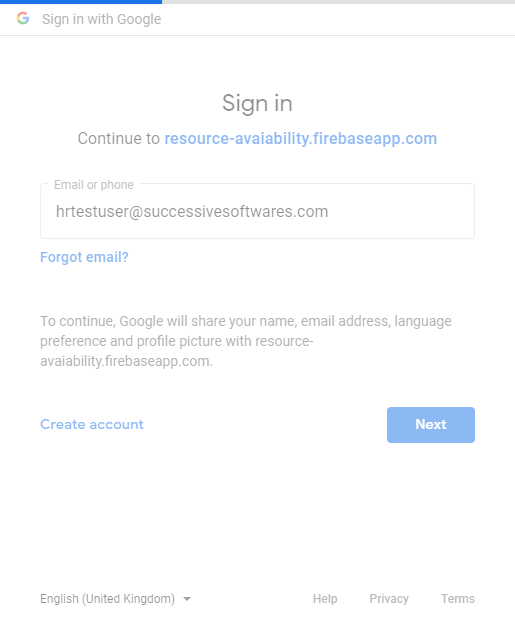 Sign in with Google
Sign in
Continue to resource-avaiability.firebaseapp.com
Email or phone
hrtestuser@successivesoftwares.com
Forgot email?
To continue, Google will share your name, email address, language
preference and profile picture with resource-
avaiability.firebaseapp.com.
Create account
Next
English (United Kingdom)
Help
Privacy
Terms